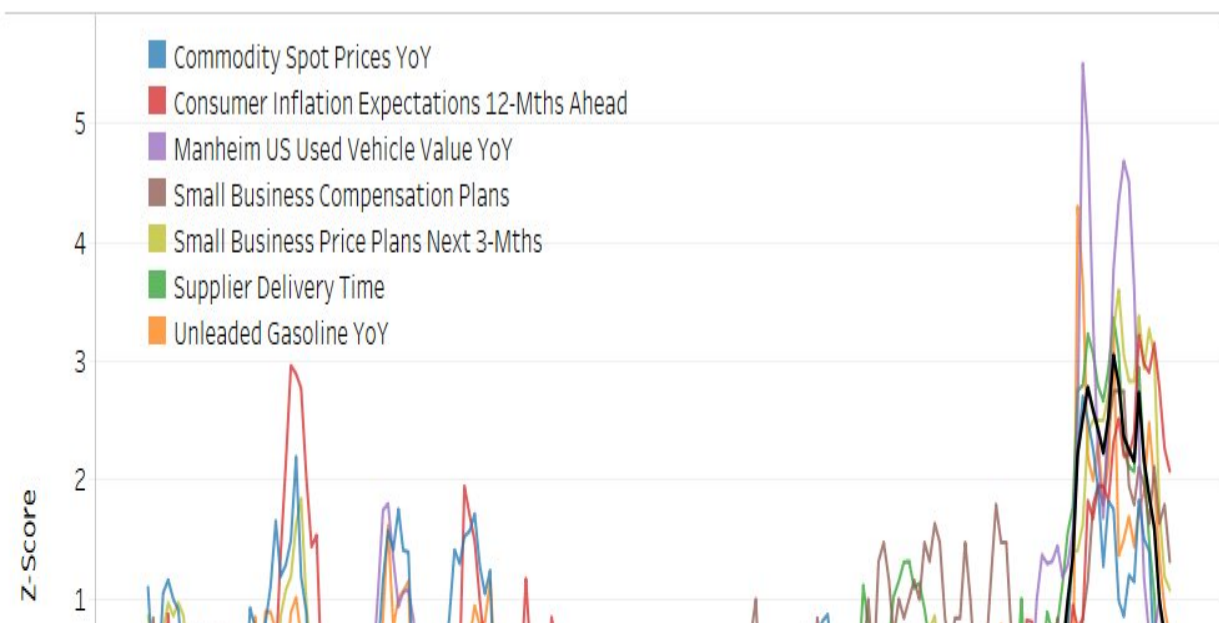 Commodity Spot Prices YoY
Consumer Inflation Expectations 12-Mths Ahead
Manheim US Used Vehicle Value YoY
Small Business Compensation Plans
Small Business Price Plans Next 3-Mths
Supplier Delivery Time
Unleaded Gasoline YoY
5
4
3
2
1
Z-Score